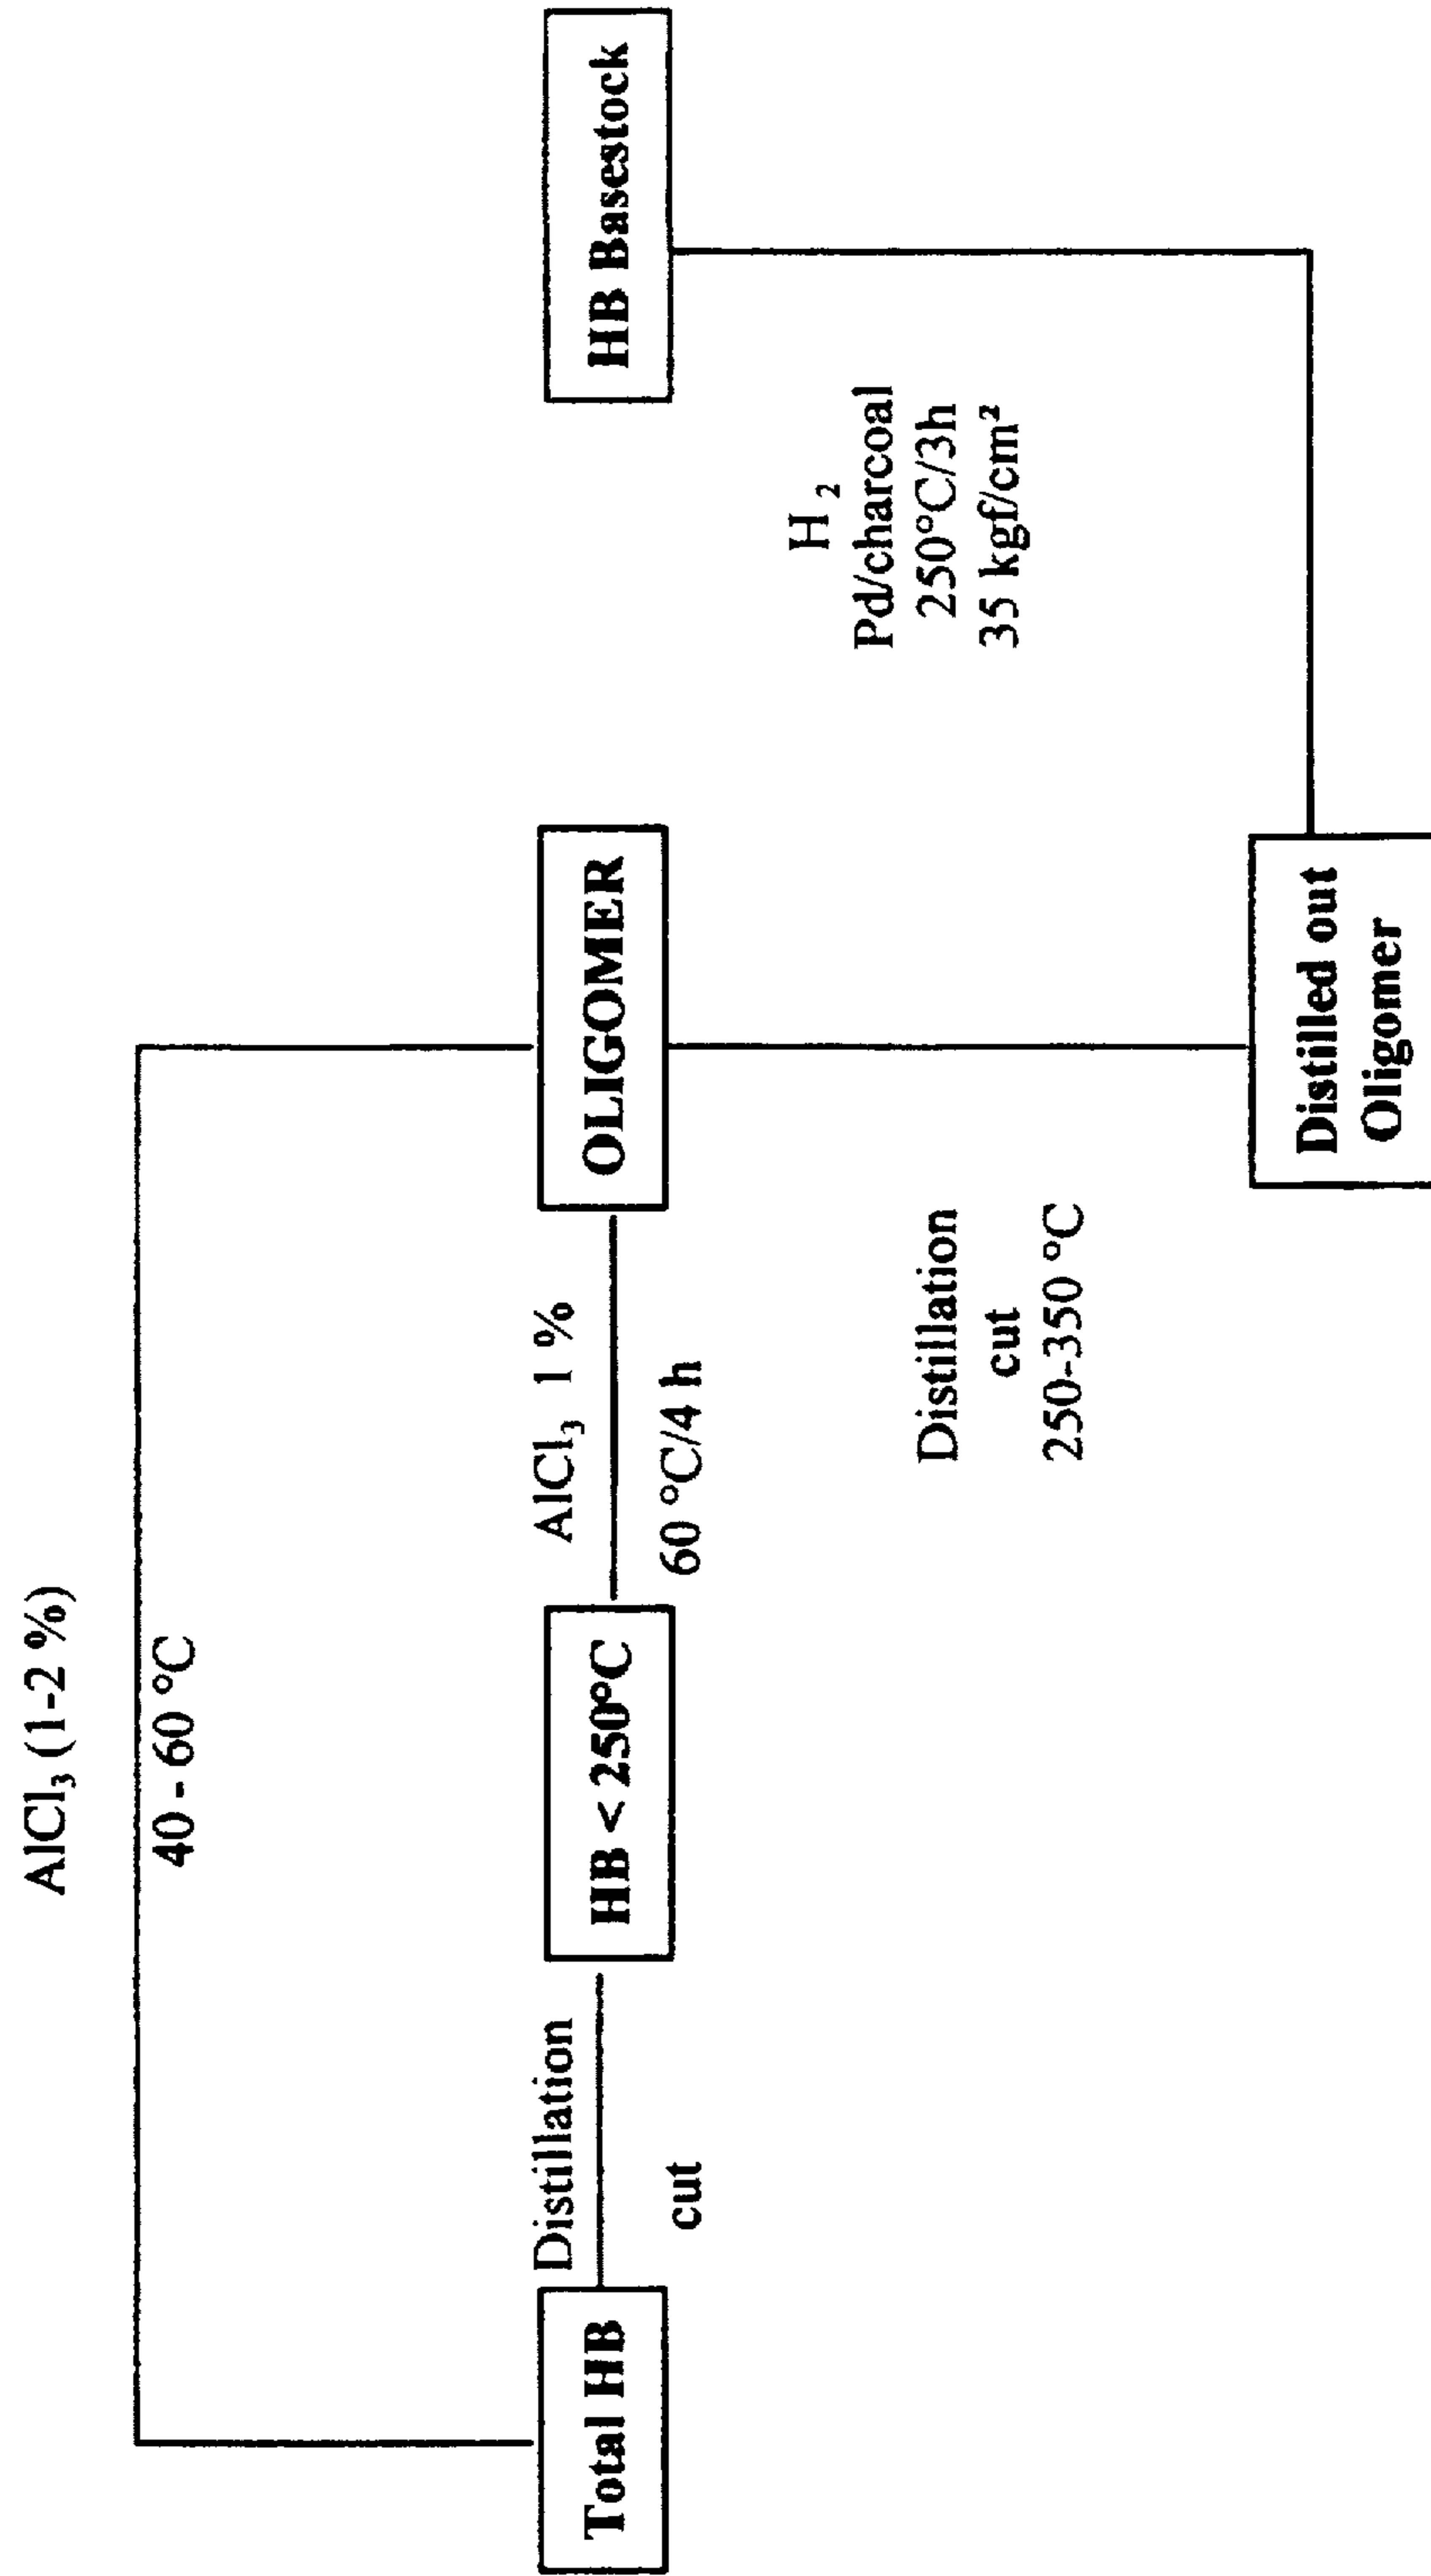 AlCl₃ (1-2 %)
40 - 60 °C
Total HB
Distillation
cut
HB < 250°C
AlCl₃ 1 %
60 °C/4 h
OLIGOMER
HB Basestock
Distillation
cut
250-350 °C
H₂
Pd/charcoal
250°C/3h
35 kgf/cm²
Distilled out
Oligomer